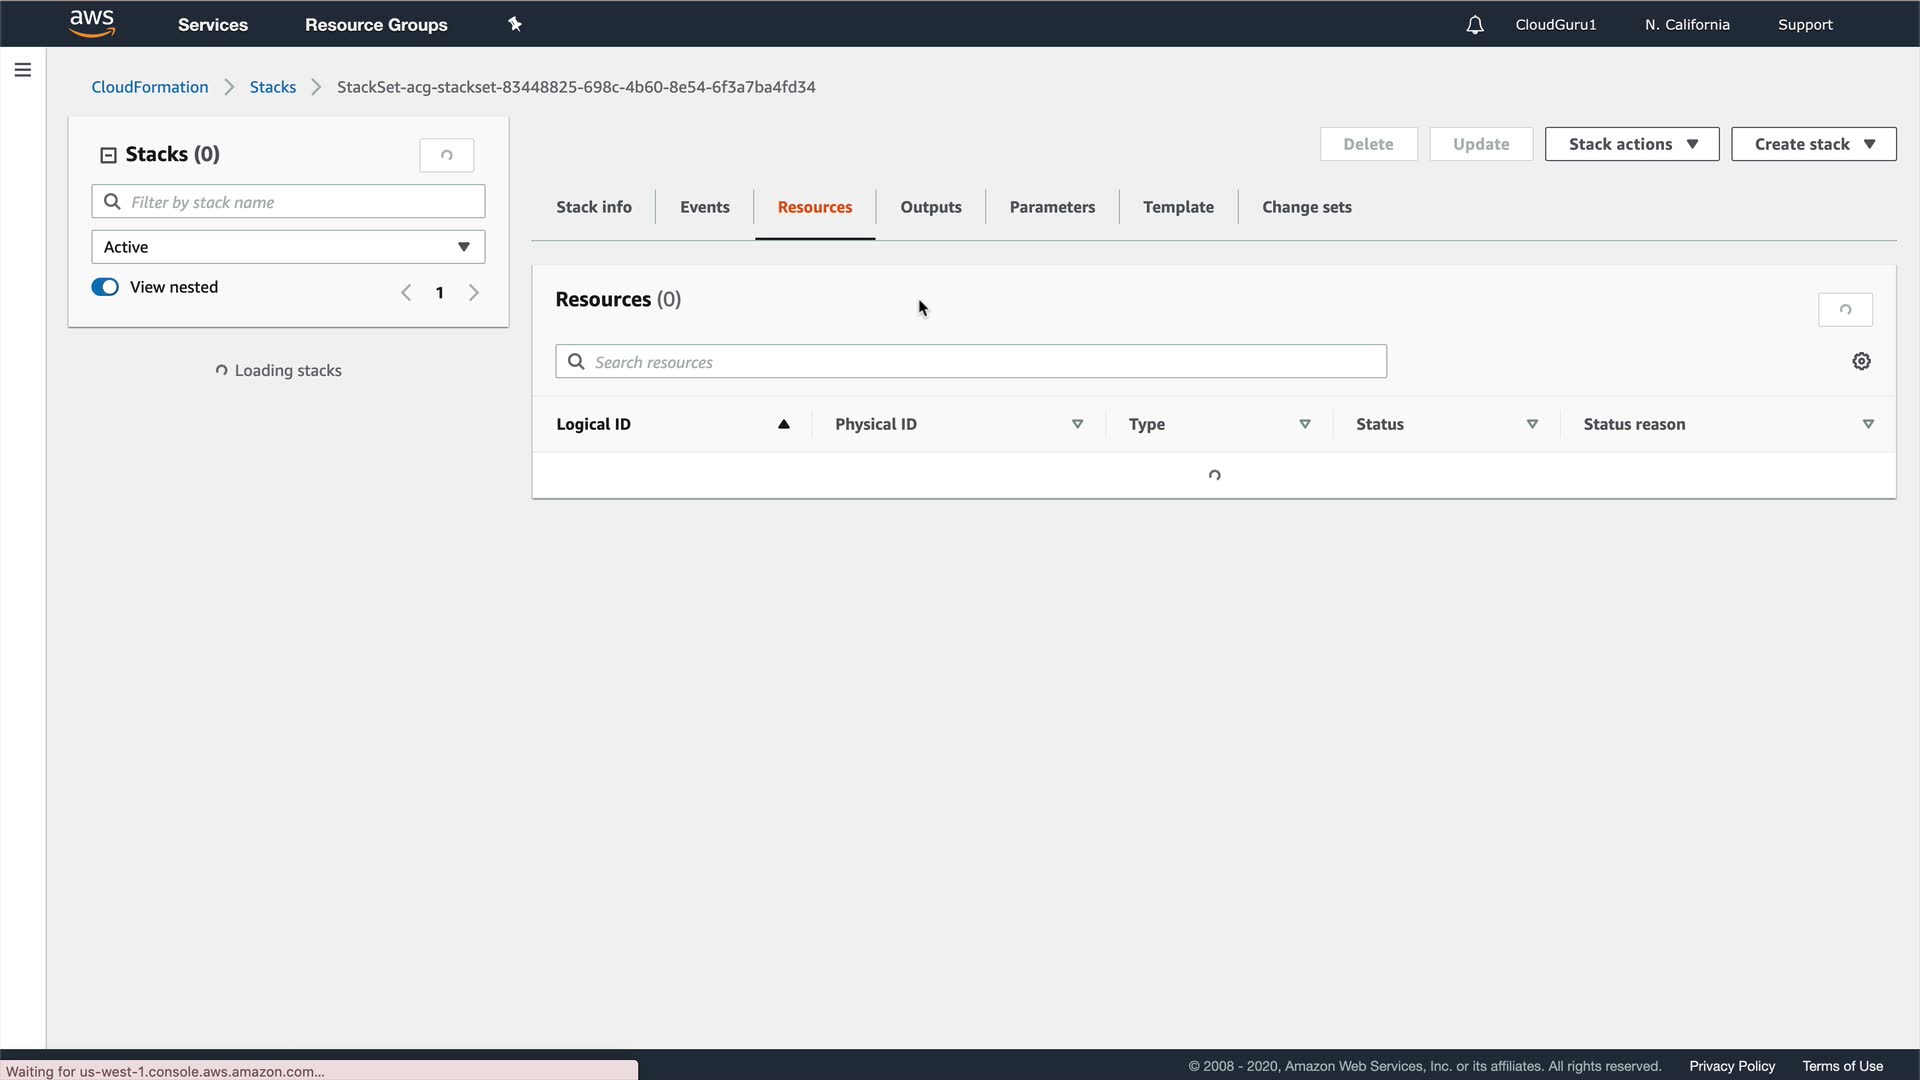 aws Services Resource Groups CloudGuru1 N. California Support
CloudFormation Stacks StackSet-acg-stackset-83448825-698c-4b60-8e54-6f3a7ba4fd34
Stacks (0)
Filter by stack name
Active
View nested 1
Loading stacks
Delete Update Stack actions Create stack
Stack info Events Resources Outputs Parameters Template Change sets
Resources (0)
Search resources
Logical ID Physical ID Type Status Status reason
Waiting for us-west-1.console.aws.amazon.com...
© 2008 - 2020, Amazon Web Services, Inc. or its affiliates. All rights reserved. Privacy Policy Terms of Use